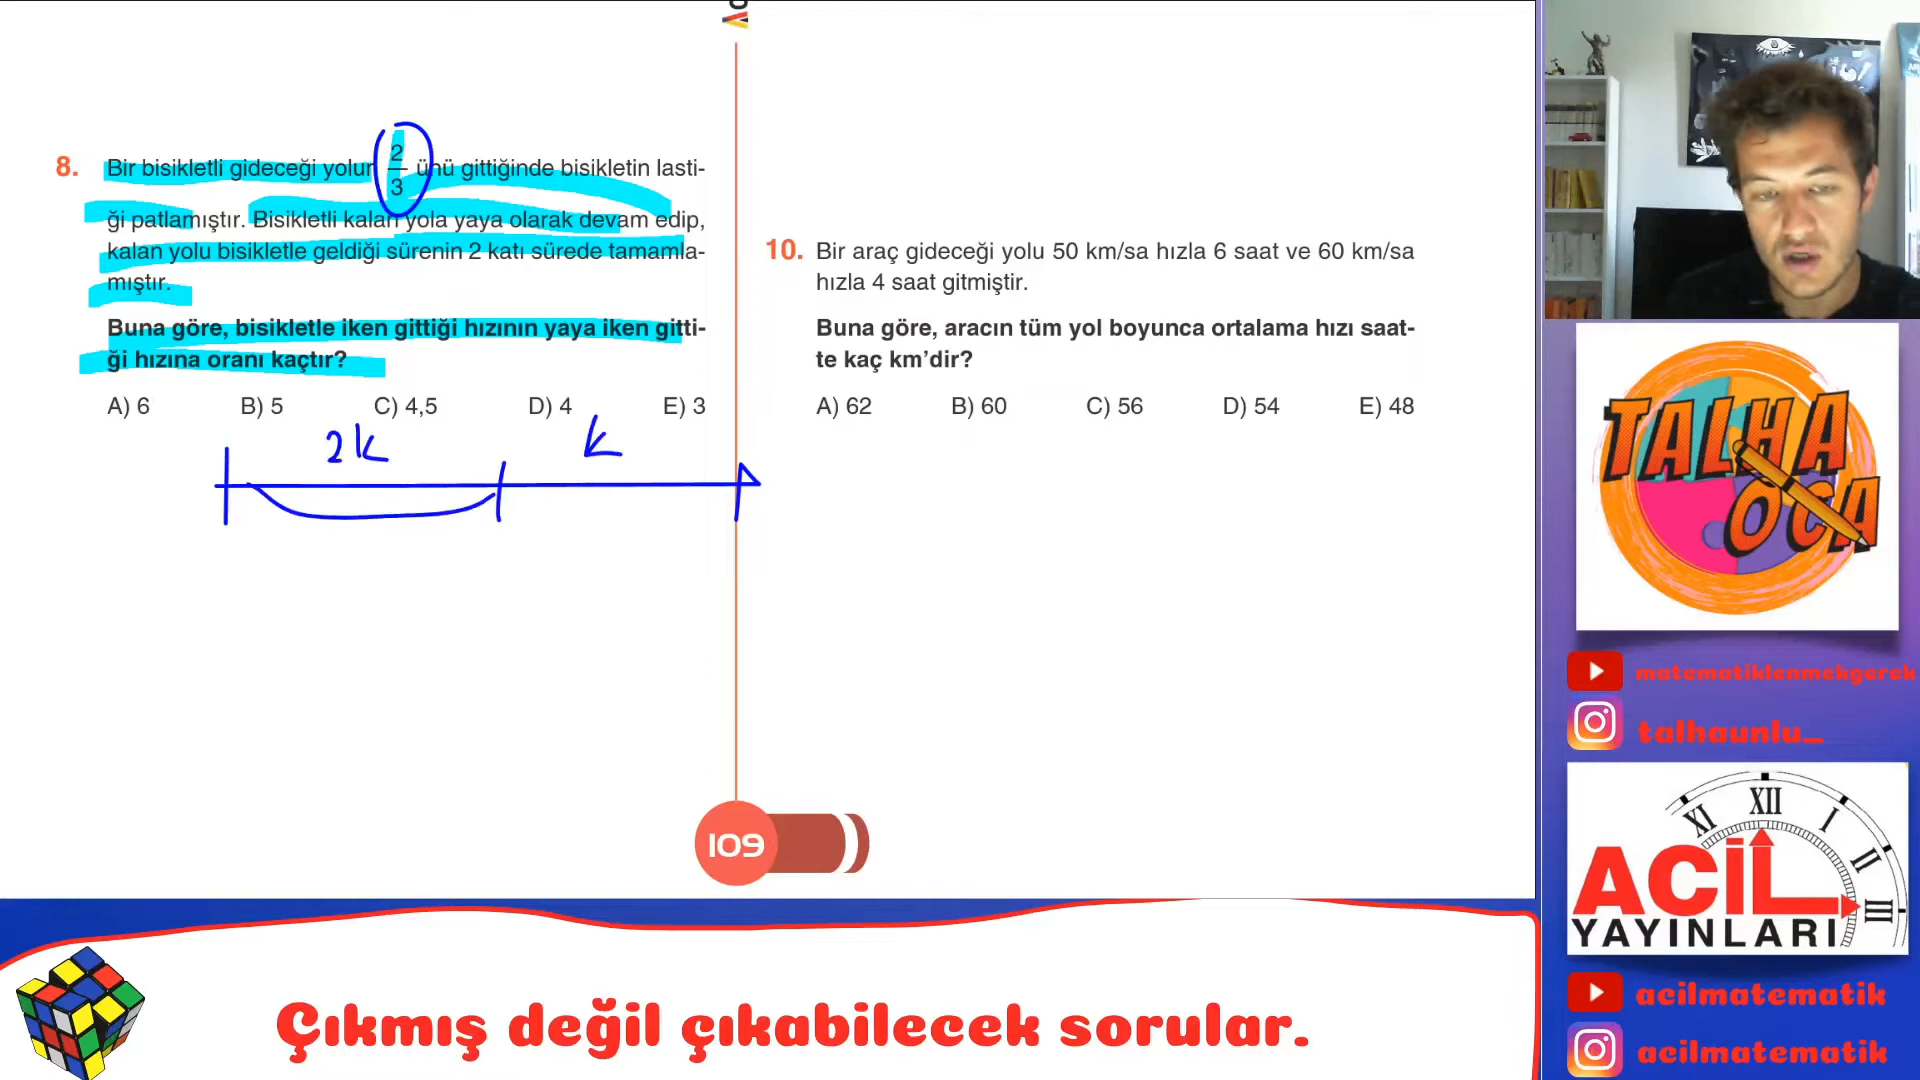 8. Bir bisikletli gideceği yolun 2/3 ünü gittiğinde bisikletin lasti-
ği patlamıştır. Bisikletli kalan yola yaya olarak devam edip,
kalan yolu bisikletle geldiği sürenin 2 katı sürede tamamla-
mıştır.
Buna göre, bisikletle iken gittiği hızının yaya iken gitti-
ği hızına oranı kaçtır?
A) 6 B) 5 C) 4,5 D) 4 E) 3
2k k
10. Bir araç gideceği yolu 50 km/sa hızla 6 saat ve 60 km/sa
hızla 4 saat gitmiştir.
Buna göre, aracın tüm yol boyunca ortalama hızı saat-
te kaç km'dir?
A) 62 B) 60 C) 56 D) 54 E) 48
109
TALHA
OCA
matematiklenmekgerek
talhaunlu_
XI XII I II III
ACİL
YAYINLARI
acilmatematik
acilmatematik
Çıkmış değil çıkabilecek sorular.